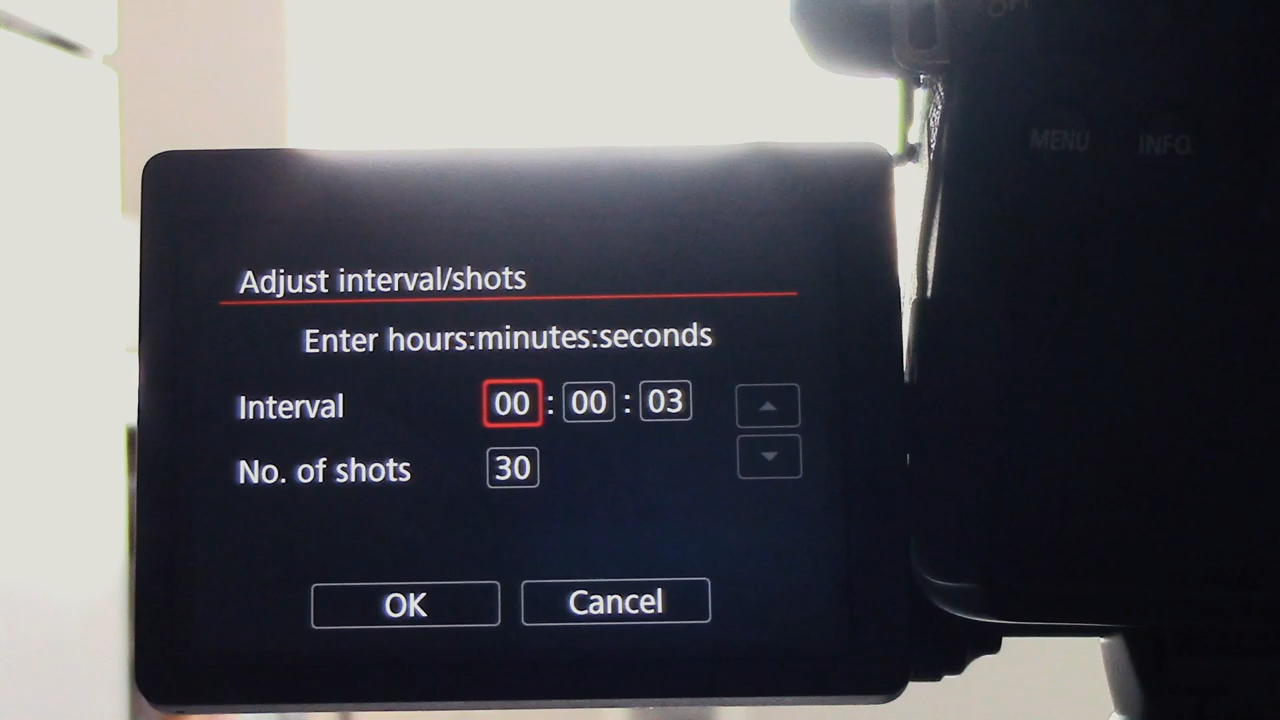 OFF
MENU INFO.
Adjust interval/shots
Enter hours:minutes:seconds
Interval 00 : 00 : 03
No. of shots 30
OK Cancel